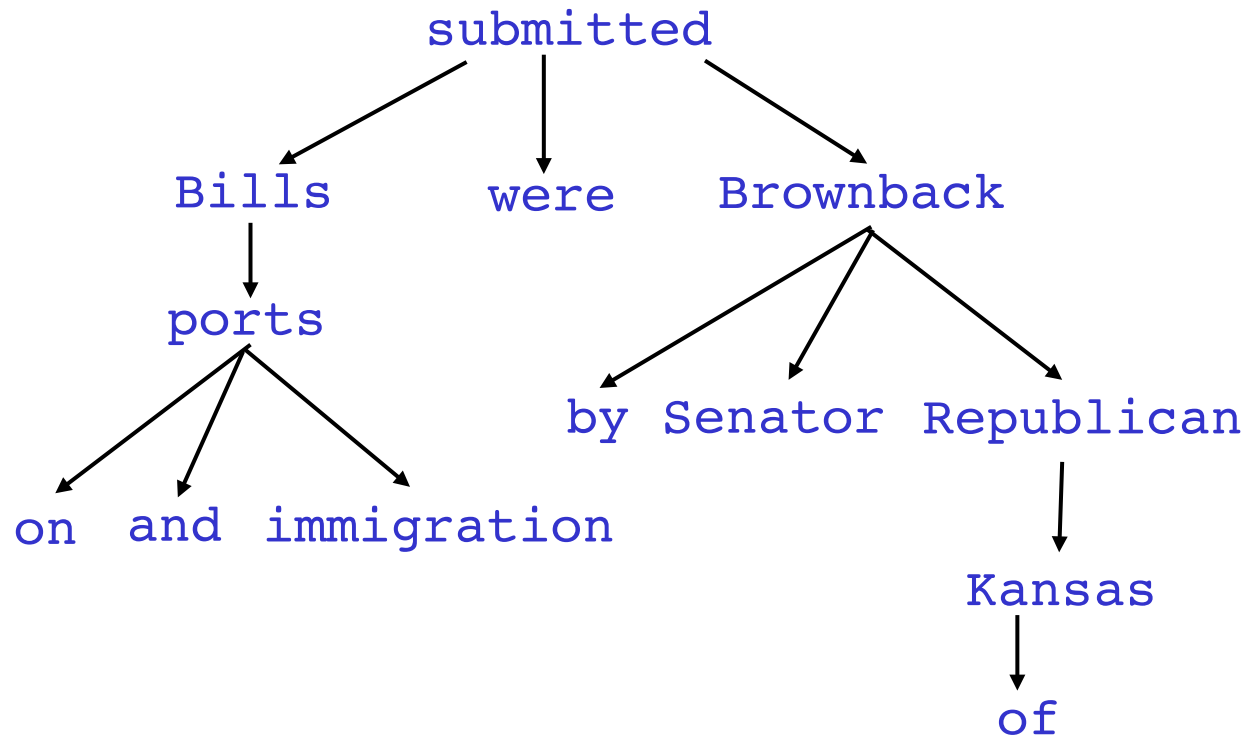 submitted
Bills were Brownback
ports
by Senator Republican
on and immigration
Kansas
of